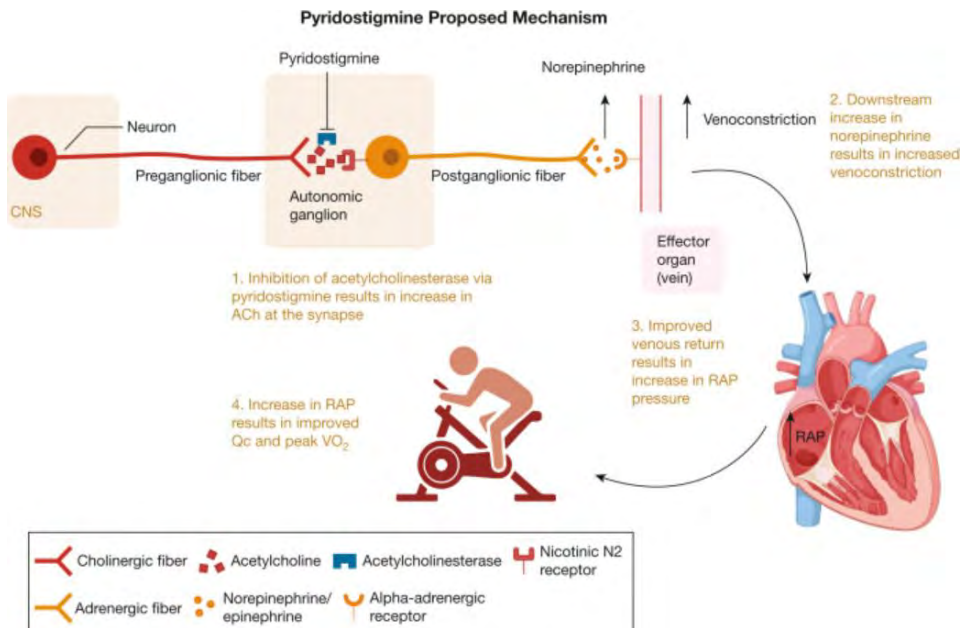 Pyridostigmine Proposed Mechanism
Pyridostigmine
Norepinephrine
Neuron
Venoconstriction
2. Downstream
increase in
norepinephrine
results in increased
venoconstriction
Preganglionic fiber
Postganglionic fiber
Autonomic
ganglion
CNS
Effector
organ
(vein)
1. Inhibition of acetylcholinesterase via
pyridostigmine results in increase in
ACh at the synapse
3. Improved
venous return
results in
increase in RAP
pressure
4. Increase in RAP
results in improved
Qc and peak VO₂
RAP
Cholinergic fiber
Acetylcholine
Acetylcholinesterase
Nicotinic N2
receptor
Adrenergic fiber
Norepinephrine/
epinephrine
Alpha-adrenergic
receptor